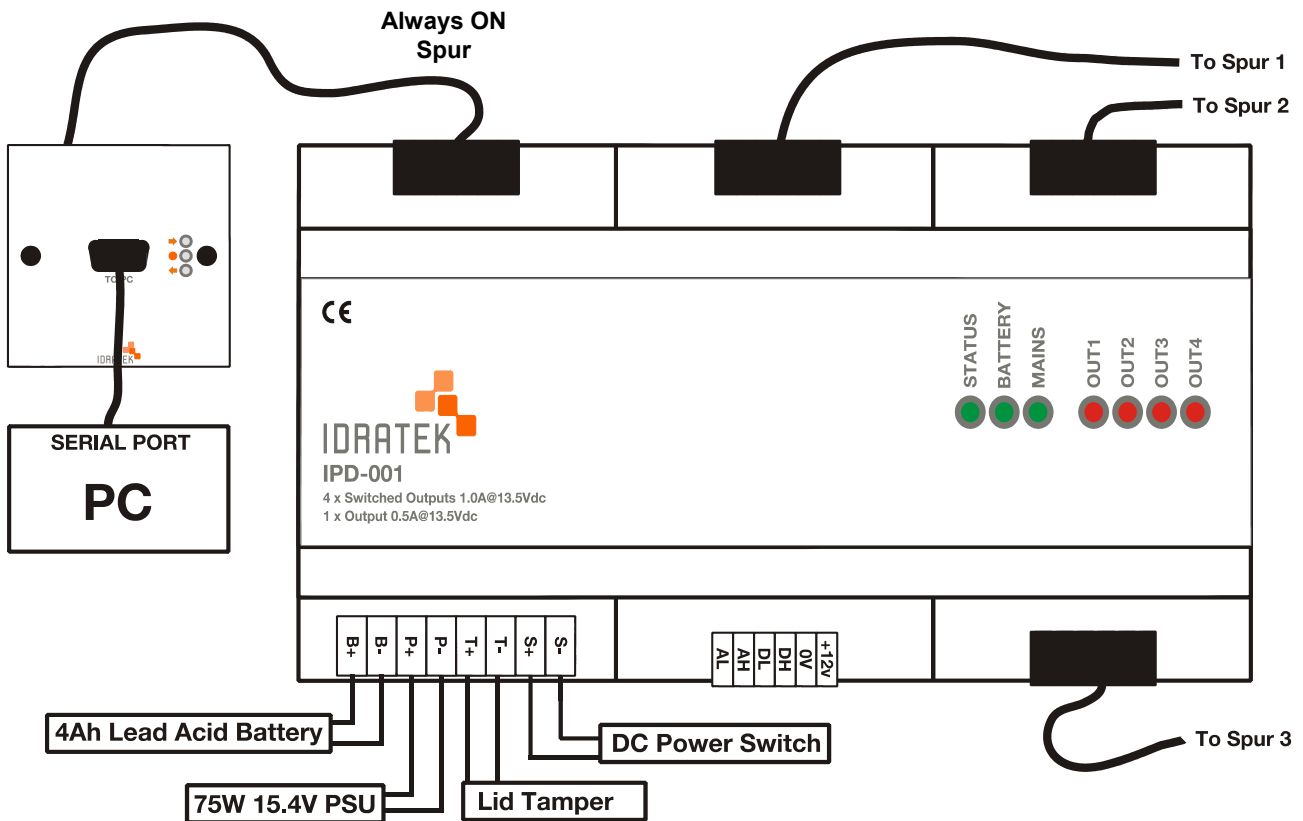 Always ON
Spur
To Spur 1
To Spur 2
TO PC
IDRATEK
SERIAL PORT
PC
CE
STATUS
BATTERY
MAINS
OUT1
OUT2
OUT3
OUT4
IDRATEK
IPD-001
4 x Switched Outputs 1.0A@13.5Vdc
1 x Output 0.5A@13.5Vdc
B+
B-
P+
P-
T+
T-
S+
S-
AL
AH
DL
DH
0V
+12v
4Ah Lead Acid Battery
DC Power Switch
To Spur 3
75W 15.4V PSU
Lid Tamper